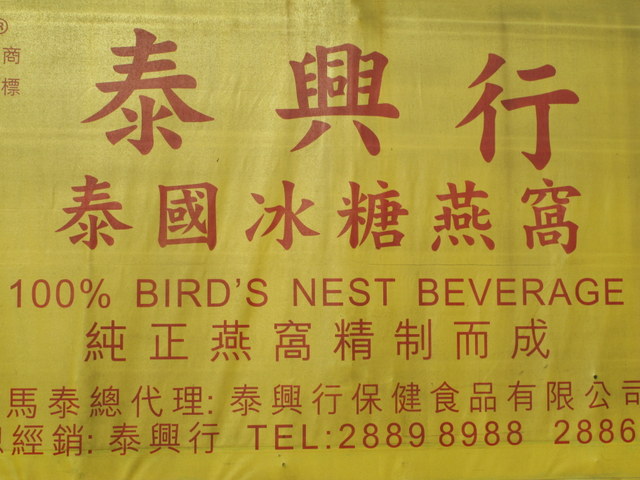 ®
商
標
泰興行
泰國冰糖燕窩
100% BIRD'S NEST BEVERAGE
純正燕窩精制而成
馬泰總代理: 泰興行保健食品有限公司
經銷: 泰興行 TEL:28898988 2886